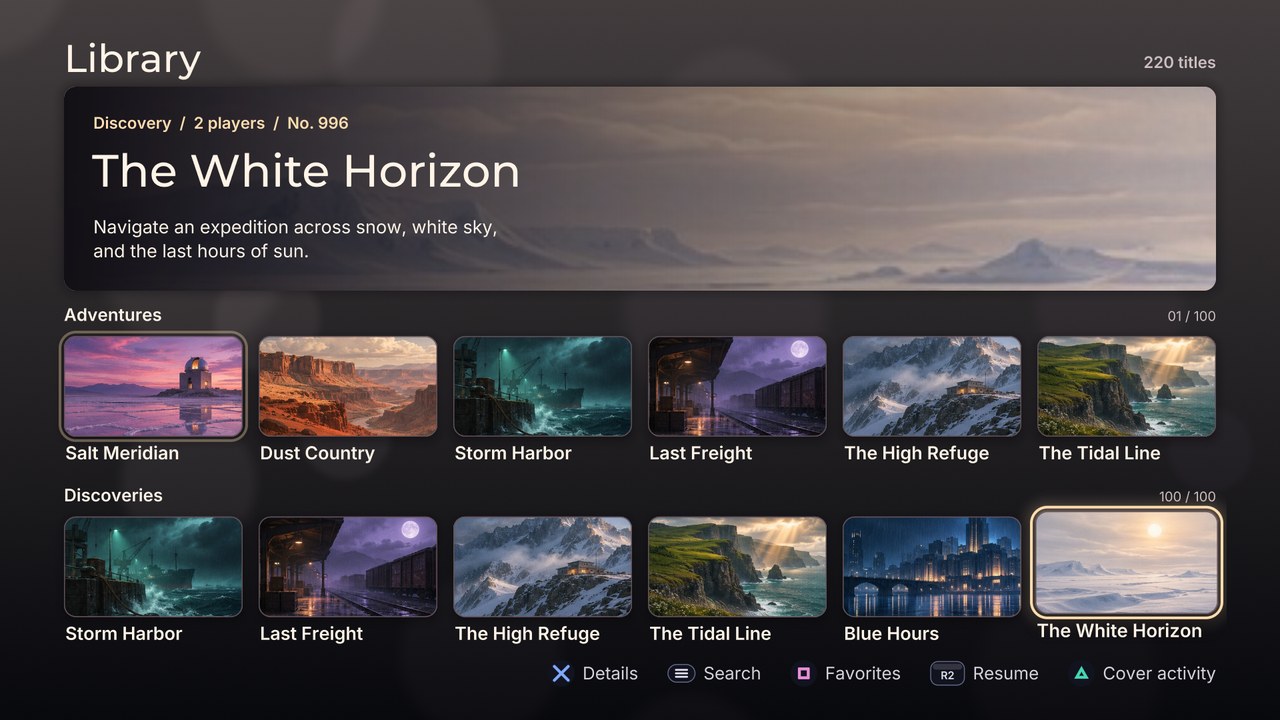 Library
220 titles
Discovery / 2 players / No. 996
The White Horizon
Navigate an expedition across snow, white sky,
and the last hours of sun.
Adventures
01 / 100
Salt Meridian
Dust Country
Storm Harbor
Last Freight
The High Refuge
The Tidal Line
Discoveries
100 / 100
Storm Harbor
Last Freight
The High Refuge
The Tidal Line
Blue Hours
The White Horizon
Details
Search
Favorites
R2 Resume
Cover activity